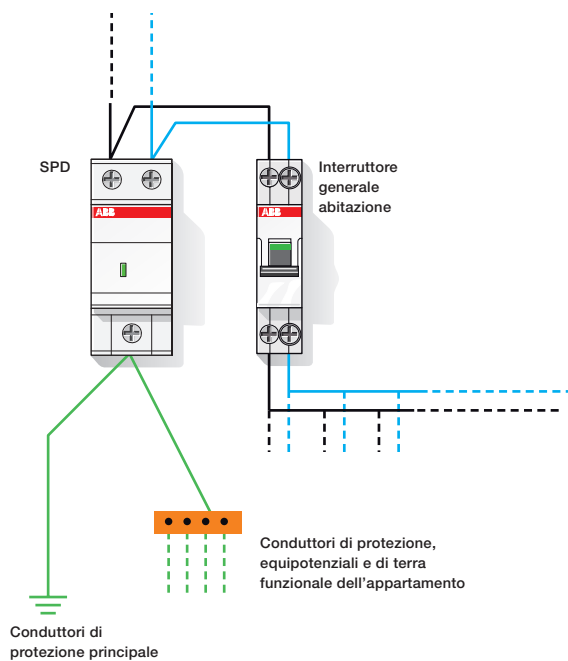 SPD
Interruttore
generale
abitazione
ABB
ABB
Conduttori di protezione,
equipotenziali e di terra
funzionale dell'appartamento
Conduttori di
protezione principale